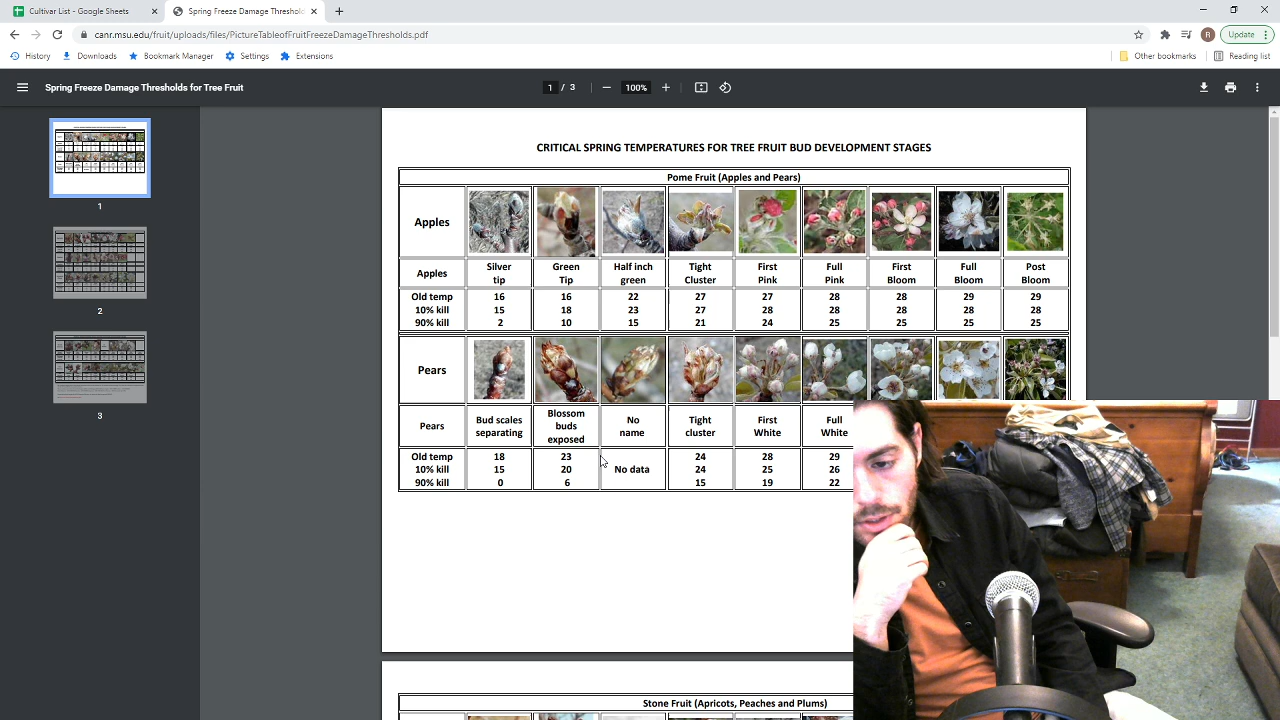 Cultivar List - Google Sheets
Spring Freeze Damage Threshold
canr.msu.edu/fruit/uploads/files/PictureTableofFruitFreezeDamageThresholds.pdf
R
Update
History Downloads Bookmark Manager Settings Extensions Other bookmarks Reading list
Spring Freeze Damage Thresholds for Tree Fruit
1 / 3
100%
1
2
3
CRITICAL SPRING TEMPERATURES FOR TREE FRUIT BUD DEVELOPMENT STAGES
Pome Fruit (Apples and Pears)
Apples
Apples Silver tip Green Tip Half inch green Tight Cluster First Pink Full Pink First Bloom Full Bloom Post Bloom
Old temp 16 16 22 27 27 28 28 29 29
10% kill 15 18 23 27 28 28 28 28 28
90% kill 2 10 15 21 24 25 25 25 25
Pears
Pears Bud scales separating Blossom buds exposed No name Tight cluster First White Full White
Old temp 18 23 24 28 29
10% kill 15 20 No data 24 25 26
90% kill 0 6 15 19 22
Stone Fruit (Apricots, Peaches and Plums)